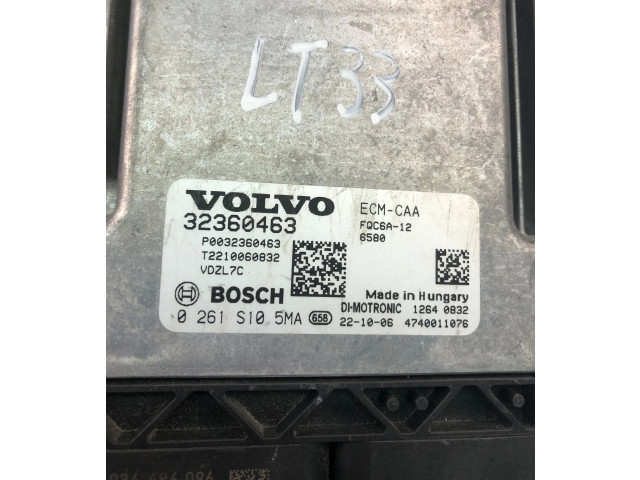 LT33
VOLVO
32360463
P0032360463
T2210060832
VDZL7C
ECM-CAA
FQC6A-12
6580
BOSCH
Made in Hungary
DI-MOTRONIC 1264 0832
0 261 S10 5MA 658 22-10-06 4740011076